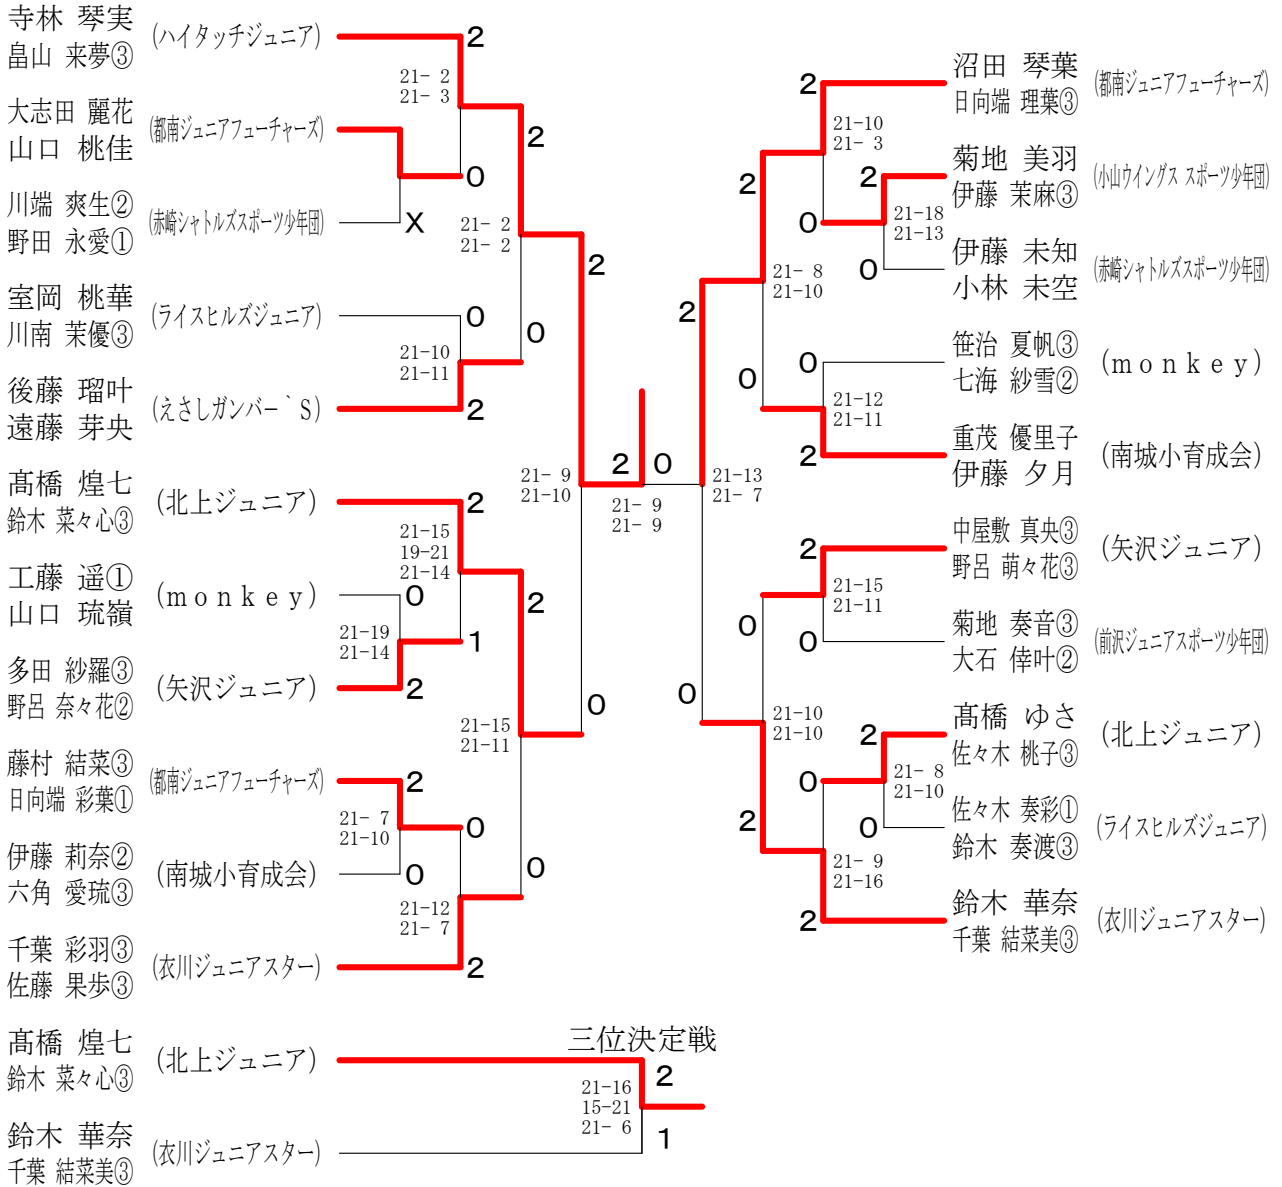 寺林 琴実
畠山 来夢③
(ハイタッチジュニア)
2
21- 2
21- 3
大志田 麗花
山口 桃佳
(都南ジュニアフューチャーズ)
0
2
川端 爽生②
野田 永愛①
(赤崎シャトルズスポーツ少年団)
X
21- 2
21- 2
2
室岡 桃華
川南 茉優③
(ライスヒルズジュニア)
0
21-10
21-11
0
後藤 瑠叶
遠藤 芽央
(えさしガンバー｀S)
2
21- 9
21-10
髙橋 煌七
鈴木 菜々心③
(北上ジュニア)
2
21-15
19-21
21-14
工藤 遥①
山口 琉嶺
(monkey)
0
2
21-19
21-14
1
多田 紗羅③
野呂 奈々花②
(矢沢ジュニア)
2
0
21-15
21-11
藤村 結菜③
日向端 彩葉①
(都南ジュニアフューチャーズ)
2
21- 7
21-10
0
伊藤 莉奈②
六角 愛琉③
(南城小育成会)
0
0
21-12
21- 7
千葉 彩羽③
佐藤 果歩③
(衣川ジュニアスター)
2
2
0
21- 9
21- 9
沼田 琴葉
日向端 理葉③
(都南ジュニアフューチャーズ)
2
21-10
21- 3
菊地 美羽
伊藤 茉麻③
(小山ウイングス スポーツ少年団)
2
2
0
21-18
21-13
伊藤 未知
小林 未空
(赤崎シャトルズスポーツ少年団)
0
21- 8
21-10
2
笹治 夏帆③
七海 紗雪②
(monkey)
0
0
21-12
21-11
重茂 優里子
伊藤 夕月
(南城小育成会)
2
21-13
21- 7
中屋敷 真央③
野呂 萌々花③
(矢沢ジュニア)
2
21-15
21-11
0
菊地 奏音③
大石 倖叶②
(前沢ジュニアスポーツ少年団)
0
0
21-10
21-10
髙橋 ゆさ
佐々木 桃子③
(北上ジュニア)
2
0
21- 8
21-10
佐々木 奏彩①
鈴木 奏渡③
(ライスヒルズジュニア)
0
2
21- 9
21-16
鈴木 華奈
千葉 結菜美③
(衣川ジュニアスター)
2
三位決定戦
髙橋 煌七
鈴木 菜々心③
(北上ジュニア)
2
21-16
15-21
21- 6
1
鈴木 華奈
千葉 結菜美③
(衣川ジュニアスター)